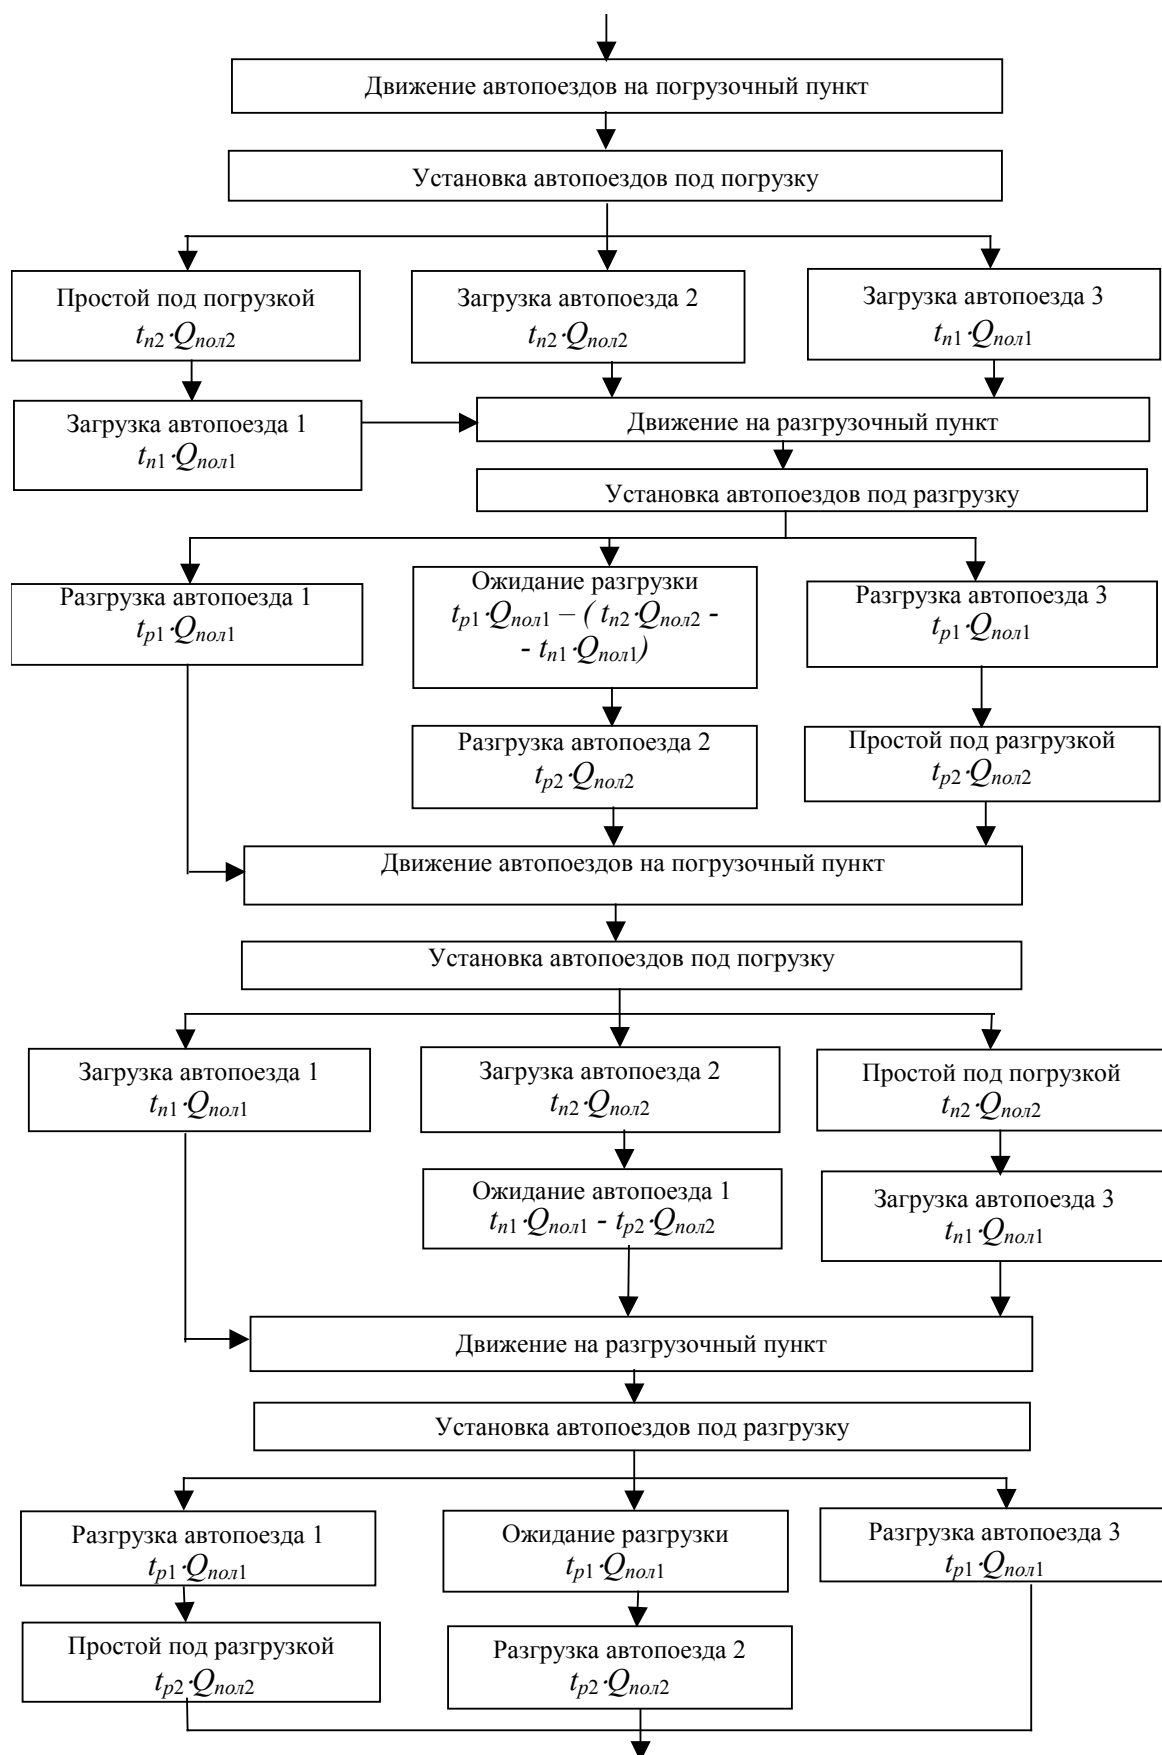 Движение автопоездов на погрузочный пункт
Установка автопоездов под погрузку
Простой под погрузкой
tп2·Qпол2
Загрузка автопоезда 2
tп2·Qпол2
Загрузка автопоезда 3
tп1·Qпол1
Загрузка автопоезда 1
tп1·Qпол1
Движение на разгрузочный пункт
Установка автопоездов под разгрузку
Разгрузка автопоезда 1
tр1·Qпол1
Ожидание разгрузки
tр1·Qпол1 – ( tп2·Qпол2 -
- tп1·Qпол1)
Разгрузка автопоезда 3
tр1·Qпол1
Разгрузка автопоезда 2
tр2·Qпол2
Простой под разгрузкой
tр2·Qпол2
Движение автопоездов на погрузочный пункт
Установка автопоездов под погрузку
Загрузка автопоезда 1
tп1·Qпол1
Загрузка автопоезда 2
tп2·Qпол2
Простой под погрузкой
tп2·Qпол2
Ожидание автопоезда 1
tп1·Qпол1 - tр2·Qпол2
Загрузка автопоезда 3
tп1·Qпол1
Движение на разгрузочный пункт
Установка автопоездов под разгрузку
Разгрузка автопоезда 1
tр1·Qпол1
Ожидание разгрузки
tр1·Qпол1
Разгрузка автопоезда 3
tр1·Qпол1
Простой под разгрузкой
tр2·Qпол2
Разгрузка автопоезда 2
tр2·Qпол2